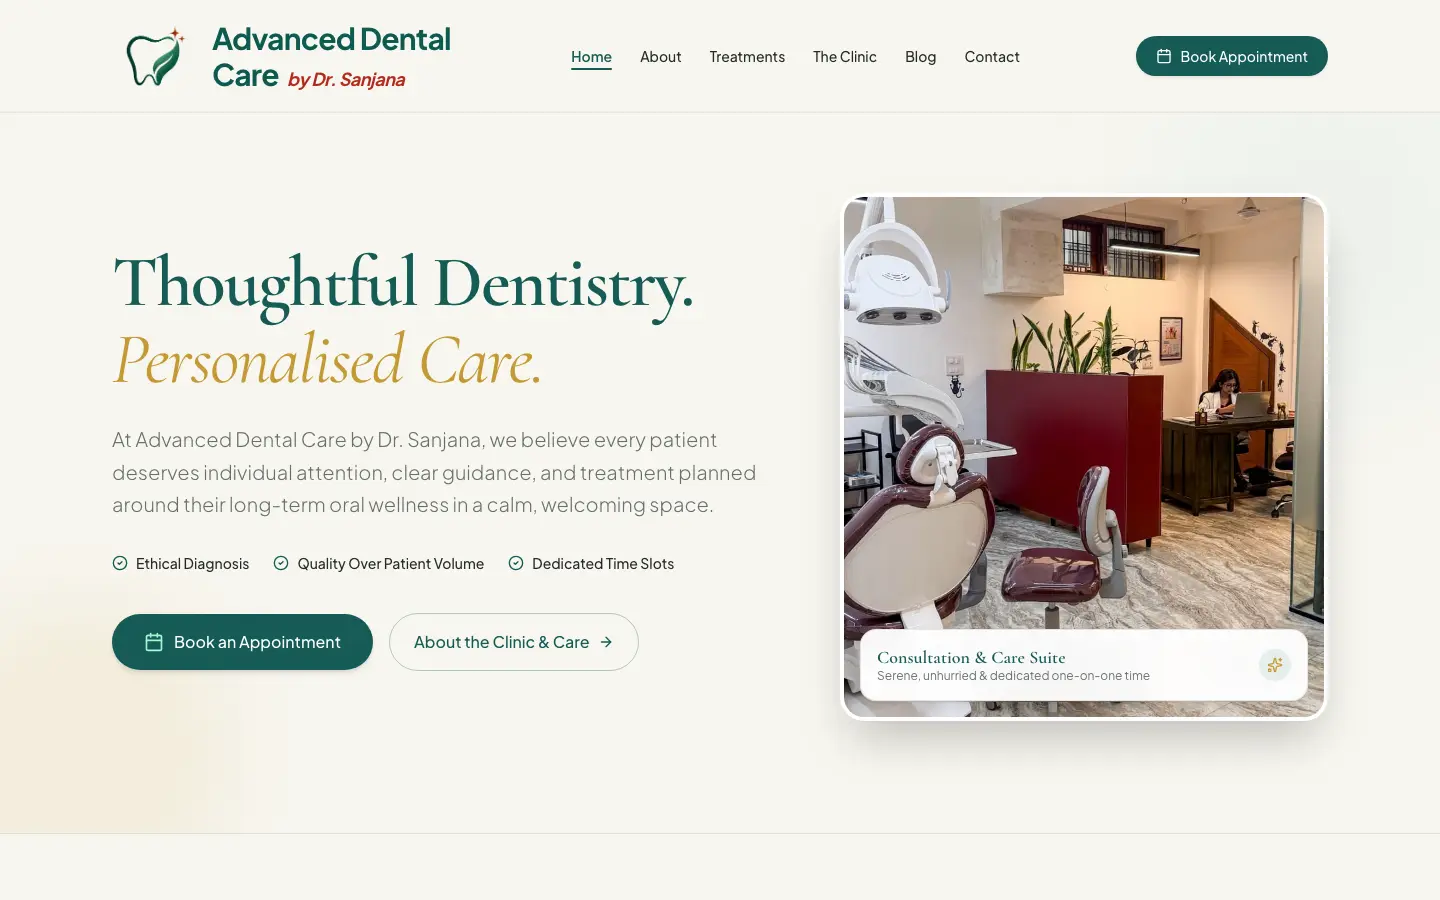 Advanced Dental
Care by Dr. Sanjana
Home About Treatments The Clinic Blog Contact
Book Appointment
Thoughtful Dentistry.
Personalised Care.
At Advanced Dental Care by Dr. Sanjana, we believe every patient
deserves individual attention, clear guidance, and treatment planned
around their long-term oral wellness in a calm, welcoming space.
Ethical Diagnosis Quality Over Patient Volume Dedicated Time Slots
Book an Appointment About the Clinic & Care
Consultation & Care Suite
Serene, unhurried & dedicated one-on-one time